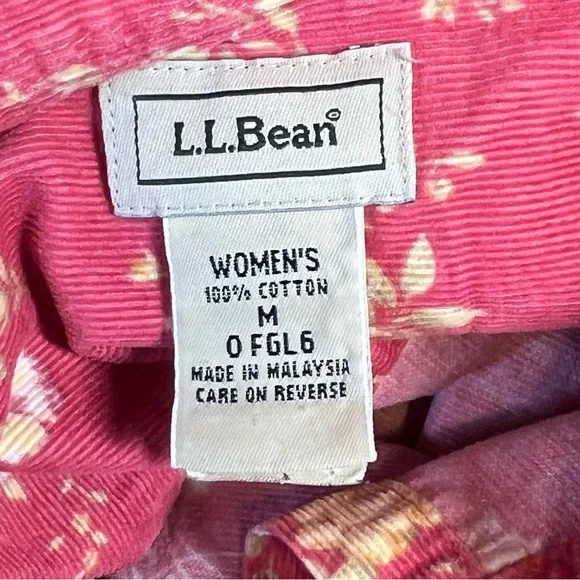 L.L.Bean®
WOMEN'S
100% COTTON
M
0 FGL6
MADE IN MALAYSIA
CARE ON REVERSE